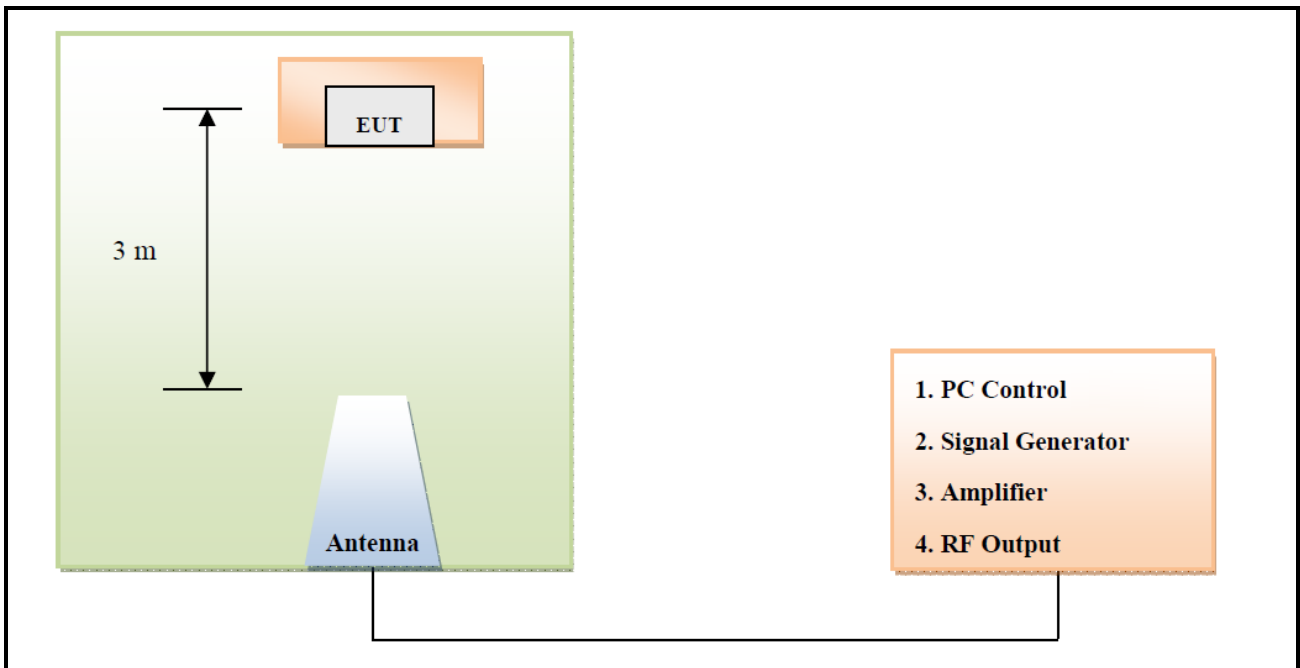 EUT
3 m
Antenna
1. PC Control
2. Signal Generator
3. Amplifier
4. RF Output